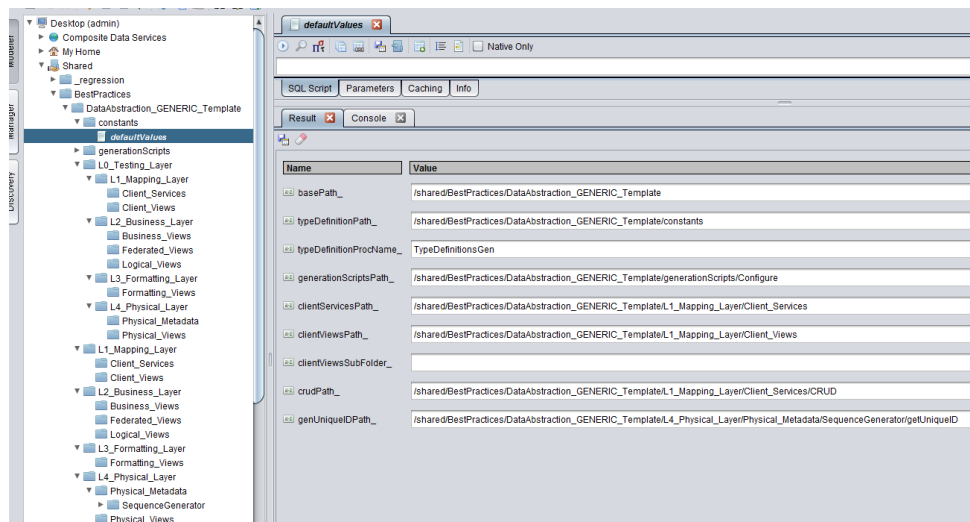 Modeler
Manager
Discovery
Desktop (admin)
Composite Data Services
My Home
Shared
_regression
BestPractices
DataAbstraction_GENERIC_Template
constants
defaultValues
generationScripts
L0_Testing_Layer
L1_Mapping_Layer
Client_Services
Client_Views
L2_Business_Layer
Business_Views
Federated_Views
Logical_Views
L3_Formatting_Layer
Formatting_Views
L4_Physical_Layer
Physical_Metadata
Physical_Views
L1_Mapping_Layer
Client_Services
Client_Views
L2_Business_Layer
Business_Views
Federated_Views
Logical_Views
L3_Formatting_Layer
Formatting_Views
L4_Physical_Layer
Physical_Metadata
SequenceGenerator
Physical_Views
defaultValues
Native Only
SQL Script Parameters Caching Info
Result Console
Name Value
basePath_ /shared/BestPractices/DataAbstraction_GENERIC_Template
typeDefinitionPath_ /shared/BestPractices/DataAbstraction_GENERIC_Template/constants
typeDefinitionProcName_ TypeDefinitionsGen
generationScriptsPath_ /shared/BestPractices/DataAbstraction_GENERIC_Template/generationScripts/Configure
clientServicesPath_ /shared/BestPractices/DataAbstraction_GENERIC_Template/L1_Mapping_Layer/Client_Services
clientViewsPath_ /shared/BestPractices/DataAbstraction_GENERIC_Template/L1_Mapping_Layer/Client_Views
clientViewsSubFolder_
crudPath_ /shared/BestPractices/DataAbstraction_GENERIC_Template/L1_Mapping_Layer/Client_Services/CRUD
genUniqueIDPath_ /shared/BestPractices/DataAbstraction_GENERIC_Template/L4_Physical_Layer/Physical_Metadata/SequenceGenerator/getUniqueID